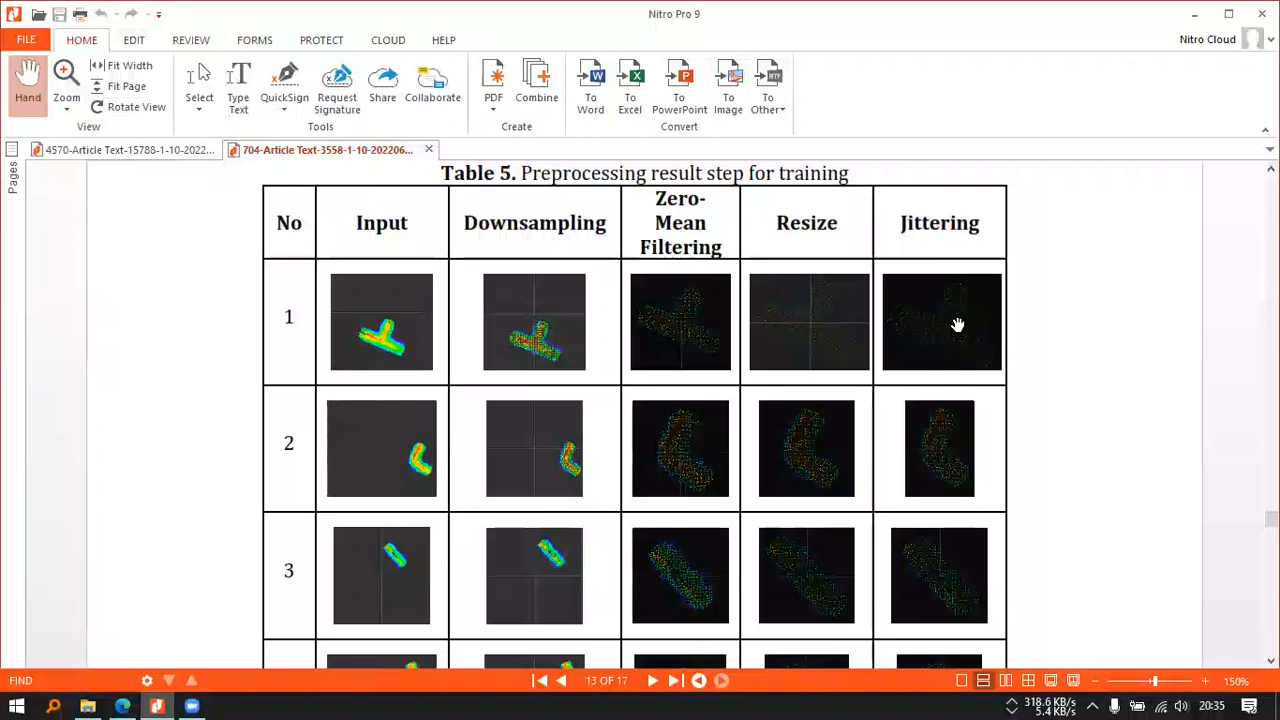 Nitro Pro 9
FILE HOME EDIT REVIEW FORMS PROTECT CLOUD HELP
Nitro Cloud
Hand
Zoom
Fit Width
Fit Page
Rotate View
View
Select
Type Text
QuickSign
Request Signature
Share
Collaborate
Tools
PDF
Combine
Create
To Word
To Excel
To PowerPoint
To Image
To Other
Convert
Pages
4570-Article Text-15788-1-10-2022...
704-Article Text-3558-1-10-202206...
Table 5. Preprocessing result step for training
No Input Downsampling Zero-Mean Filtering Resize Jittering
1
2
3
FIND
13 OF 17
150%
318.6 KB/s
5.4 KB/s
20:35